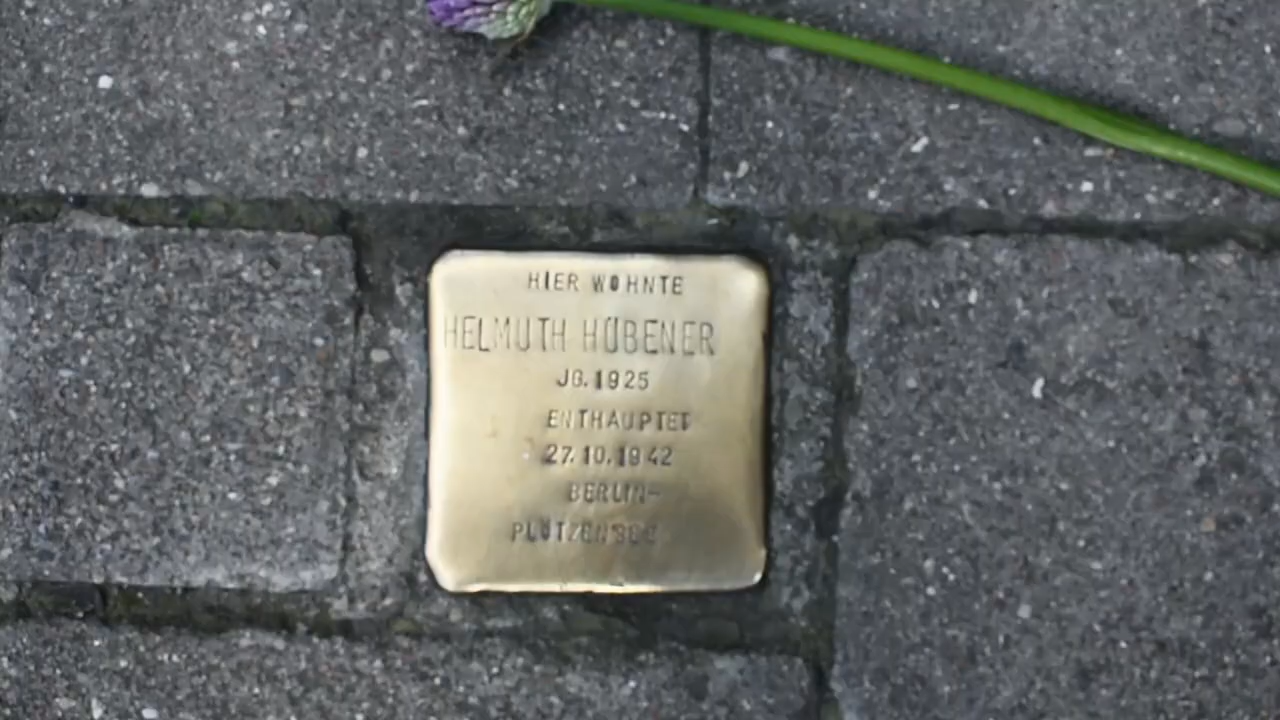 HIER WOHNTE
HELMUTH HÜBENER
JG. 1925
ENTHAUPTET
27.10.1942
BERLIN-
PLÖTZENSEE